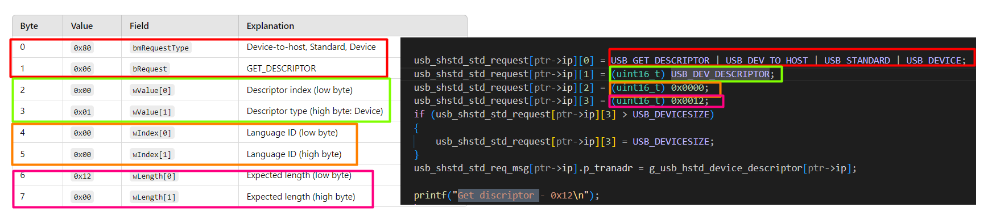 Byte Value Field Explanation
0 0x80 bmRequestType Device-to-host, Standard, Device
1 0x06 bRequest GET_DESCRIPTOR
2 0x00 wValue[0] Descriptor index (low byte)
3 0x01 wValue[1] Descriptor type (high byte: Device)
4 0x00 wIndex[0] Language ID (low byte)
5 0x00 wIndex[1] Language ID (high byte)
6 0x12 wLength[0] Expected length (low byte)
7 0x00 wLength[1] Expected length (high byte)
usb_shstd_std_request[ptr->ip][0] = USB_GET_DESCRIPTOR | USB_DEV_TO_HOST | USB_STANDARD | USB_DEVICE;
usb_shstd_std_request[ptr->ip][1] = (uint16_t) USB_DEV_DESCRIPTOR;
usb_shstd_std_request[ptr->ip][2] = (uint16_t) 0x0000;
usb_shstd_std_request[ptr->ip][3] = (uint16_t) 0x0012;
if (usb_shstd_std_request[ptr->ip][3] > USB_DEVICESIZE)
{
usb_shstd_std_request[ptr->ip][3] = USB_DEVICESIZE;
}
usb_shstd_std_req_msg[ptr->ip].p_tranadr = g_usb_hstd_device_descriptor[ptr->ip];
printf("Get discriptor - 0x12\n");